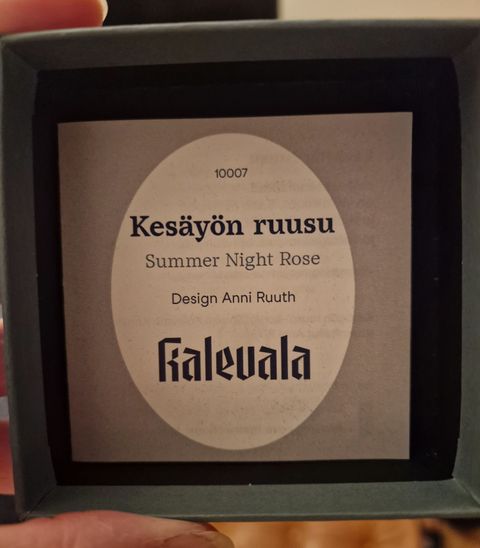 10007
Kesäyön ruusu
Summer Night Rose
Design Anni Ruuth
Kalevala